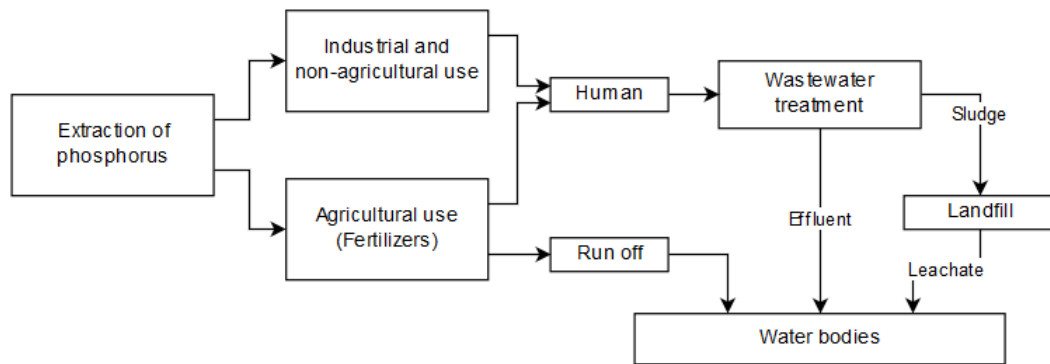 Industrial and
non-agricultural use
Extraction of
phosphorus
Agricultural use
(Fertilizers)
Human
Run off
Wastewater
treatment
Sludge
Effluent
Landfill
Leachate
Water bodies